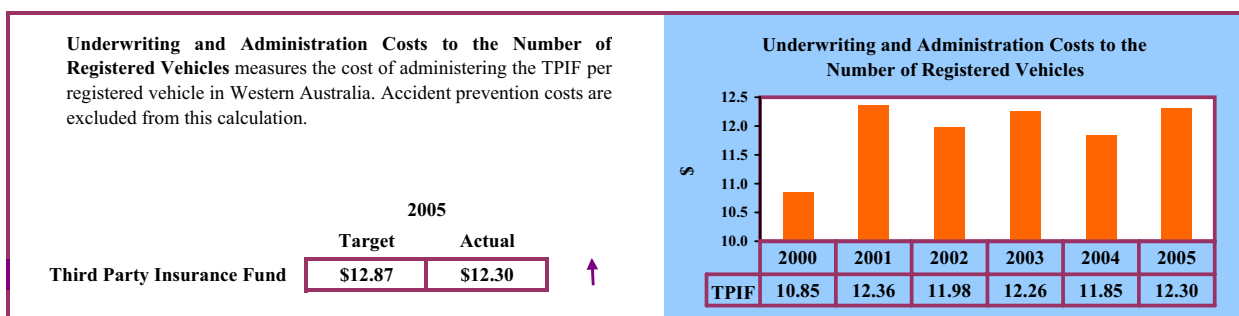 Underwriting and Administration Costs to the Number of
Registered Vehicles measures the cost of administering the TPIF per
registered vehicle in Western Australia. Accident prevention costs are
excluded from this calculation.
2005
Target Actual
Third Party Insurance Fund $12.87 $12.30
Underwriting and Administration Costs to the
Number of Registered Vehicles
12.5
12.0
11.5
$
11.0
10.5
10.0
2000 2001 2002 2003 2004 2005
TPIF 10.85 12.36 11.98 12.26 11.85 12.30